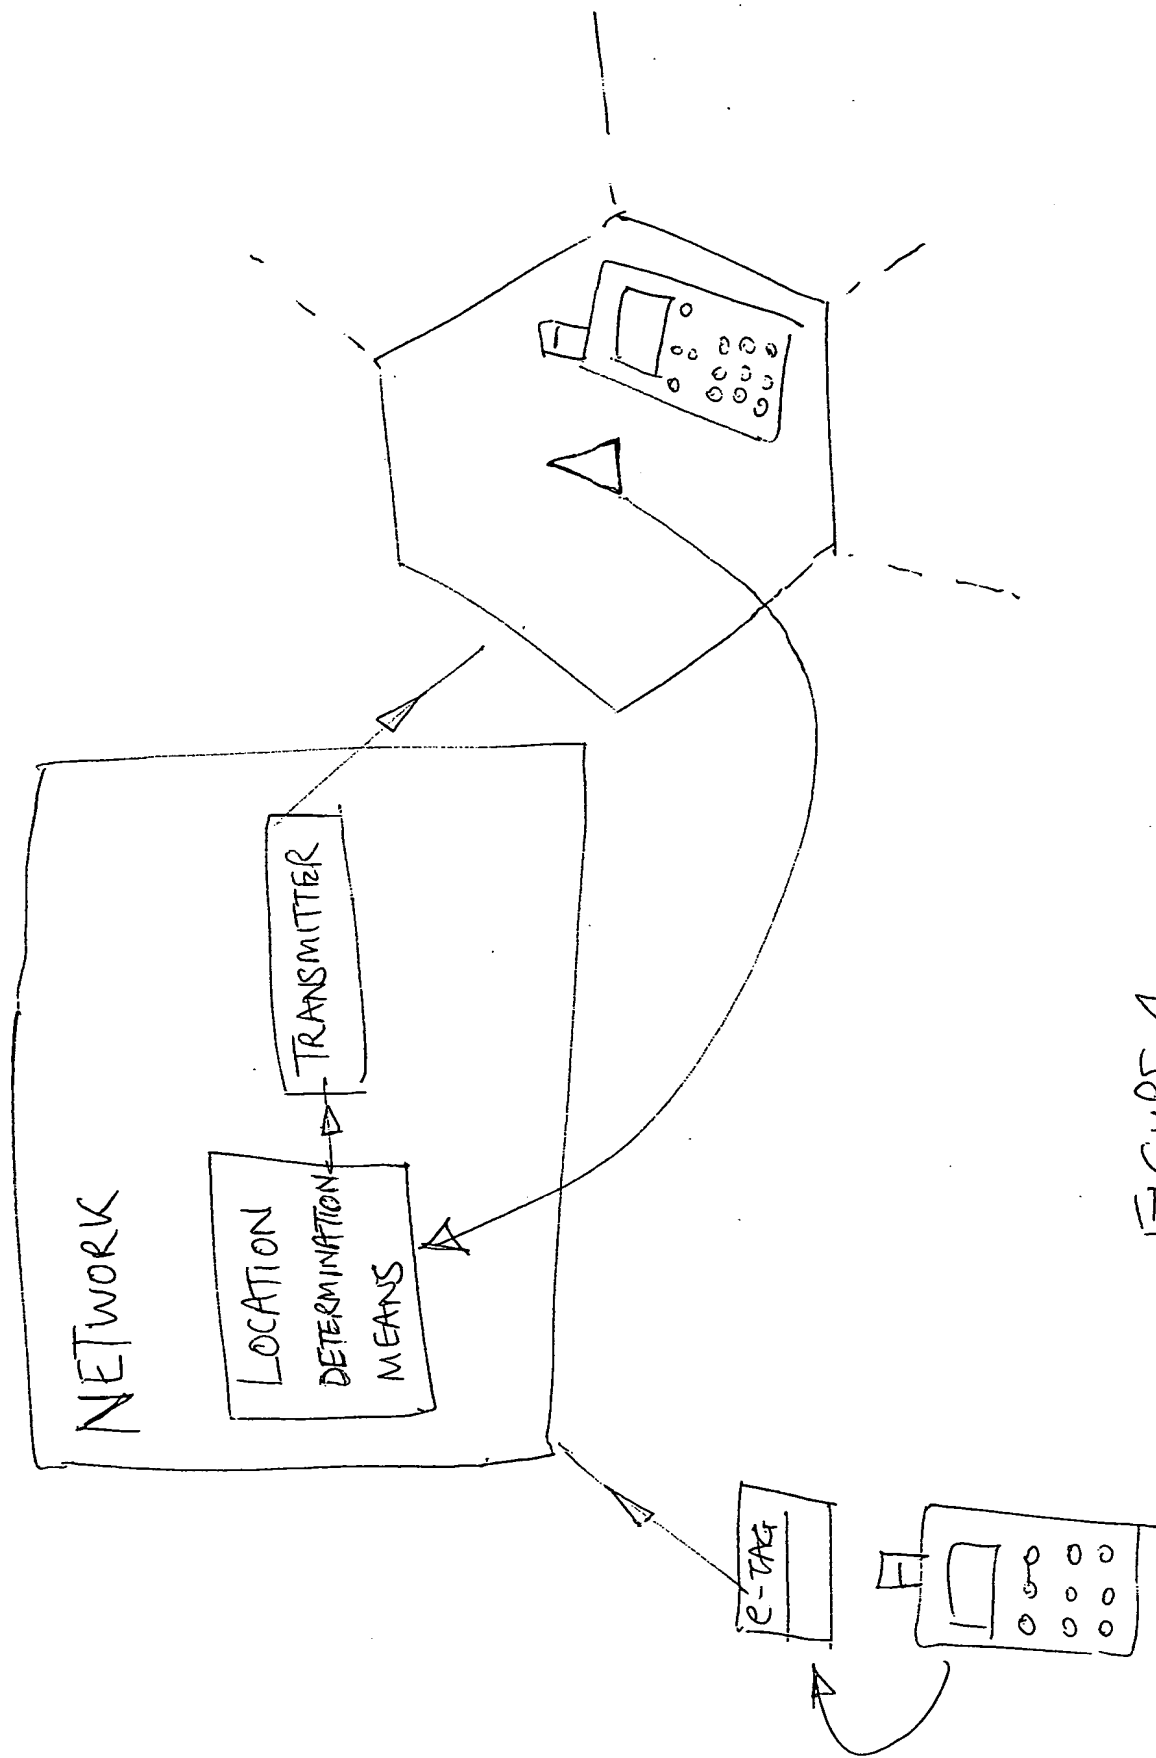 NETWORK
LOCATION
DETERMINATION
MEANS
TRANSMITTER
e-TAG
FIGURE 1